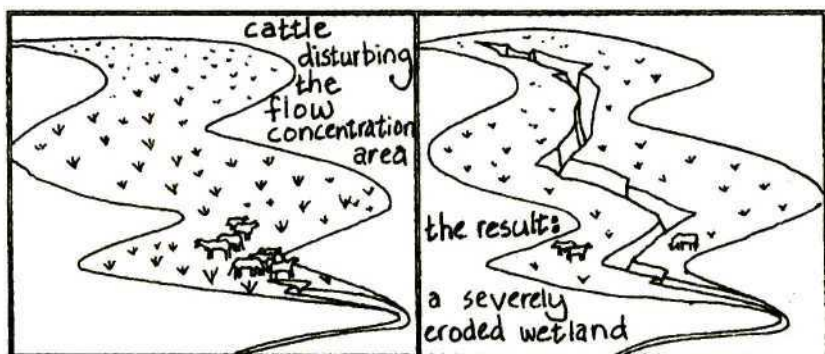 cattle
disturbing
the
flow
concentration
area
the result:
a severely
eroded wetland